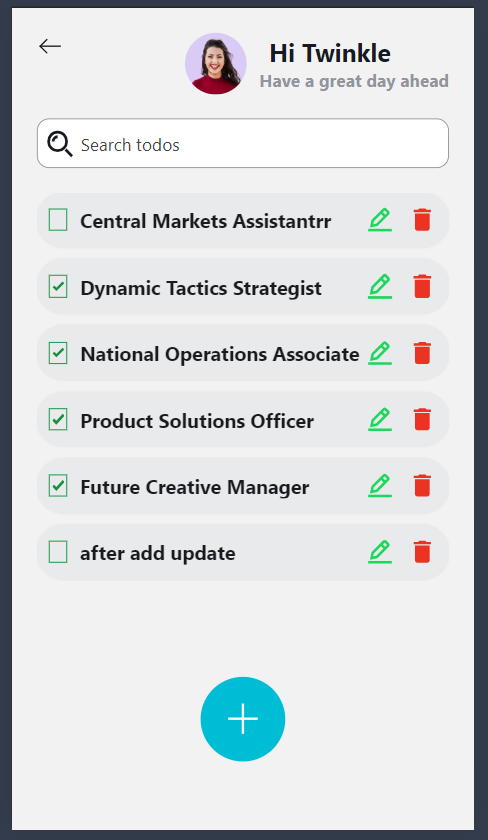 Hi Twinkle
Have a great day ahead
Search todos
Central Markets Assistantrr
Dynamic Tactics Strategist
National Operations Associate
Product Solutions Officer
Future Creative Manager
after add update